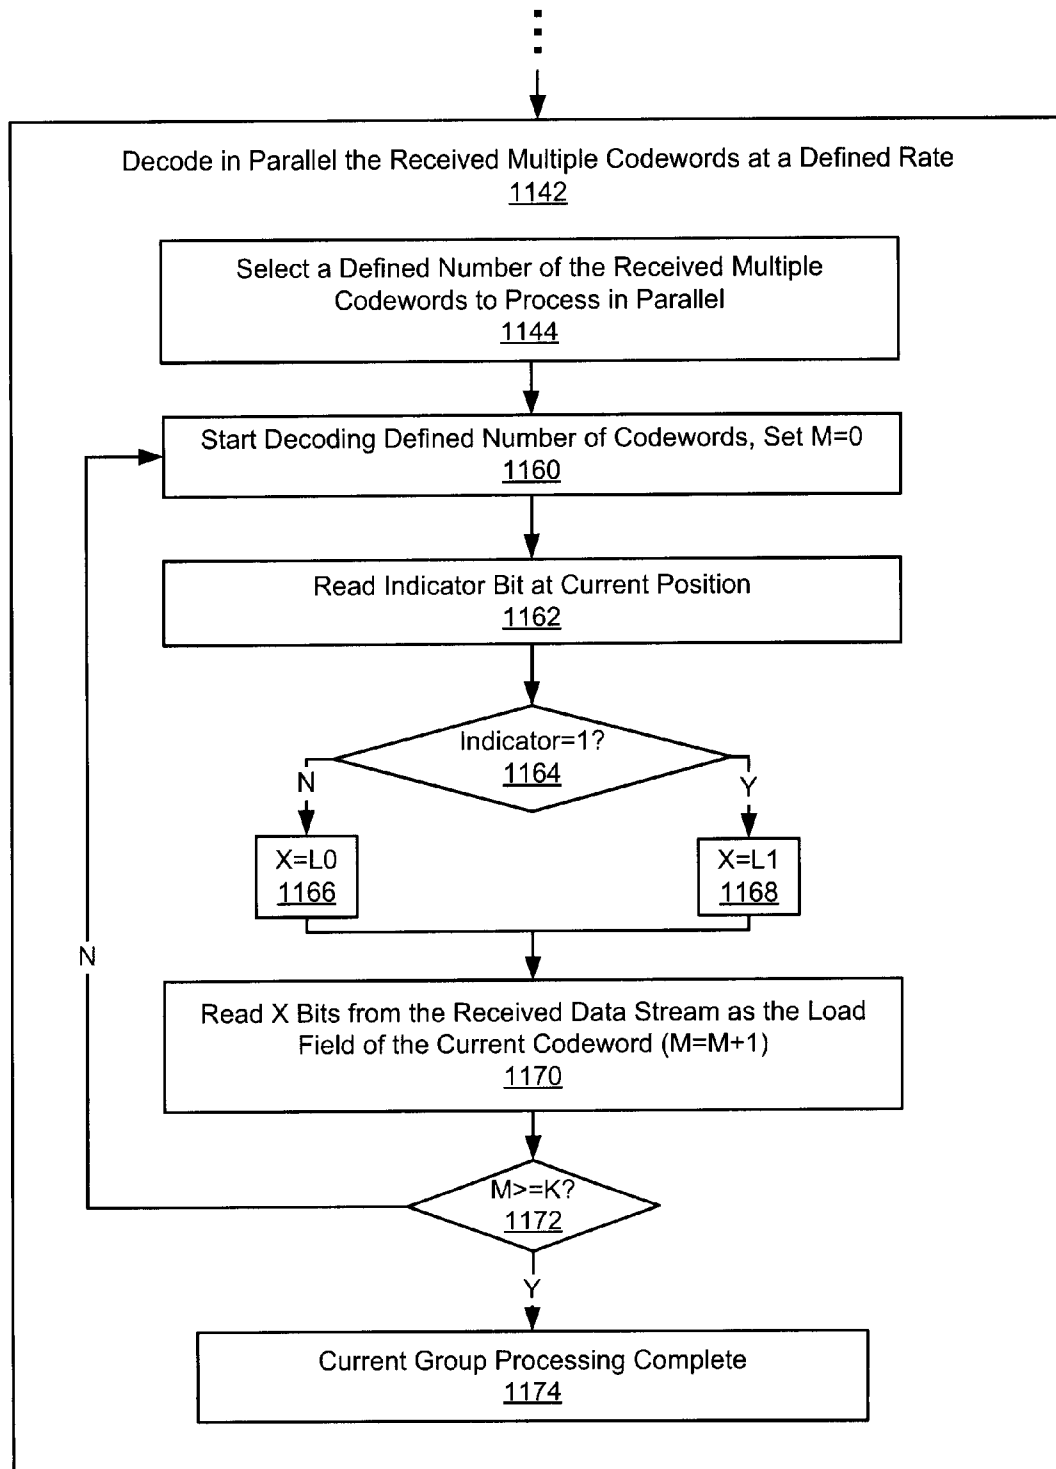 Decode in Parallel the Received Multiple Codewords at a Defined Rate
1142
Select a Defined Number of the Received Multiple
Codewords to Process in Parallel
1144
Start Decoding Defined Number of Codewords, Set M=0
1160
Read Indicator Bit at Current Position
1162
Indicator=1?
1164
N
Y
X=L0
1166
X=L1
1168
N
Read X Bits from the Received Data Stream as the Load
Field of the Current Codeword (M=M+1)
1170
M>=K?
1172
Y
Current Group Processing Complete
1174